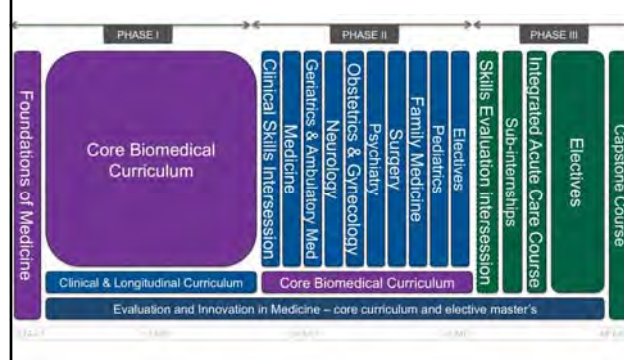 PHASE I
PHASE II
PHASE III
Foundations of Medicine
Core Biomedical
Curriculum
Clinical Skills Intersession
Medicine
Geriatrics & Ambulatory Med
Neurology
Obstetrics & Gynecology
Psychiatry
Surgery
Family Medicine
Pediatrics
Electives
Skills Evaluation intersession
Sub-internships
Integrated Acute Care Course
Electives
Capstone Course
Clinical & Longitudinal Curriculum
Core Biomedical Curriculum
Evaluation and Innovation in Medicine – core curriculum and elective master's